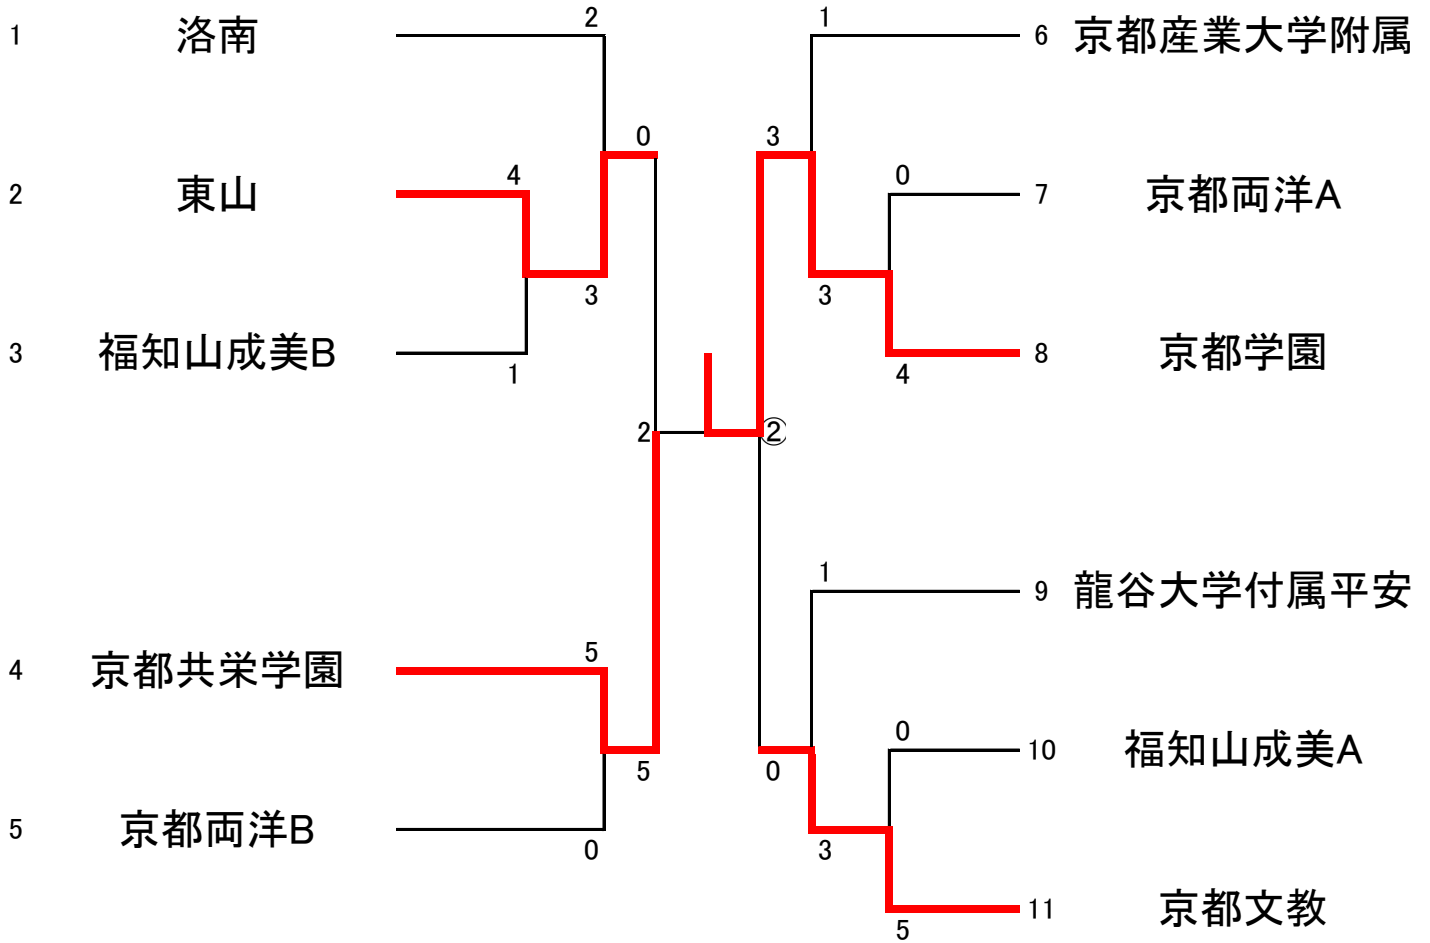 1 洛南 2 1 6 京都産業大学附属
0 3
2 東山 4 0 7 京都両洋A
3 3
3 福知山成美B 1 4 8 京都学園
2 ②
1 9 龍谷大学付属平安
4 京都共栄学園 5 0 10 福知山成美A
5 0
5 京都両洋B 0 3
5 11 京都文教